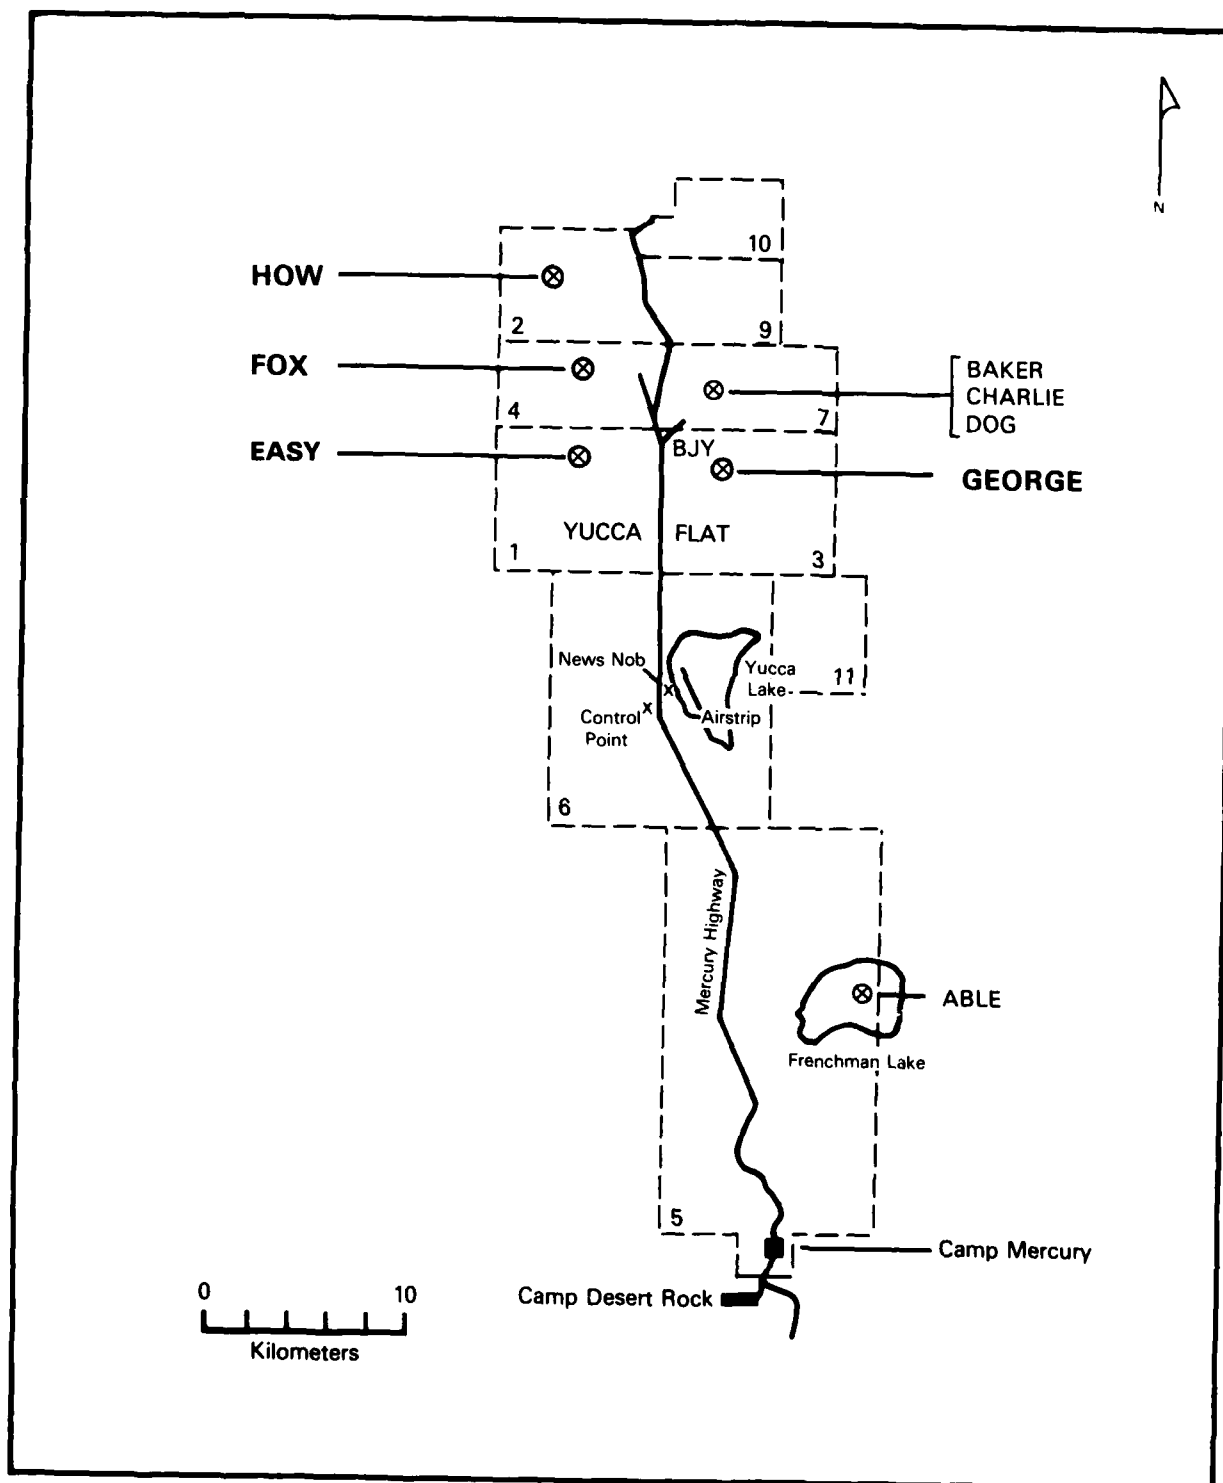 N
10
HOW
2
9
FOX
BAKER
CHARLIE
DOG
4
7
EASY
BJY
GEORGE
YUCCA FLAT
1
3
News Nob
Yucca
Lake
11
Control
Point
Airstrip
6
Mercury Highway
ABLE
Frenchman Lake
5
Camp Mercury
0 10
Camp Desert Rock
Kilometers